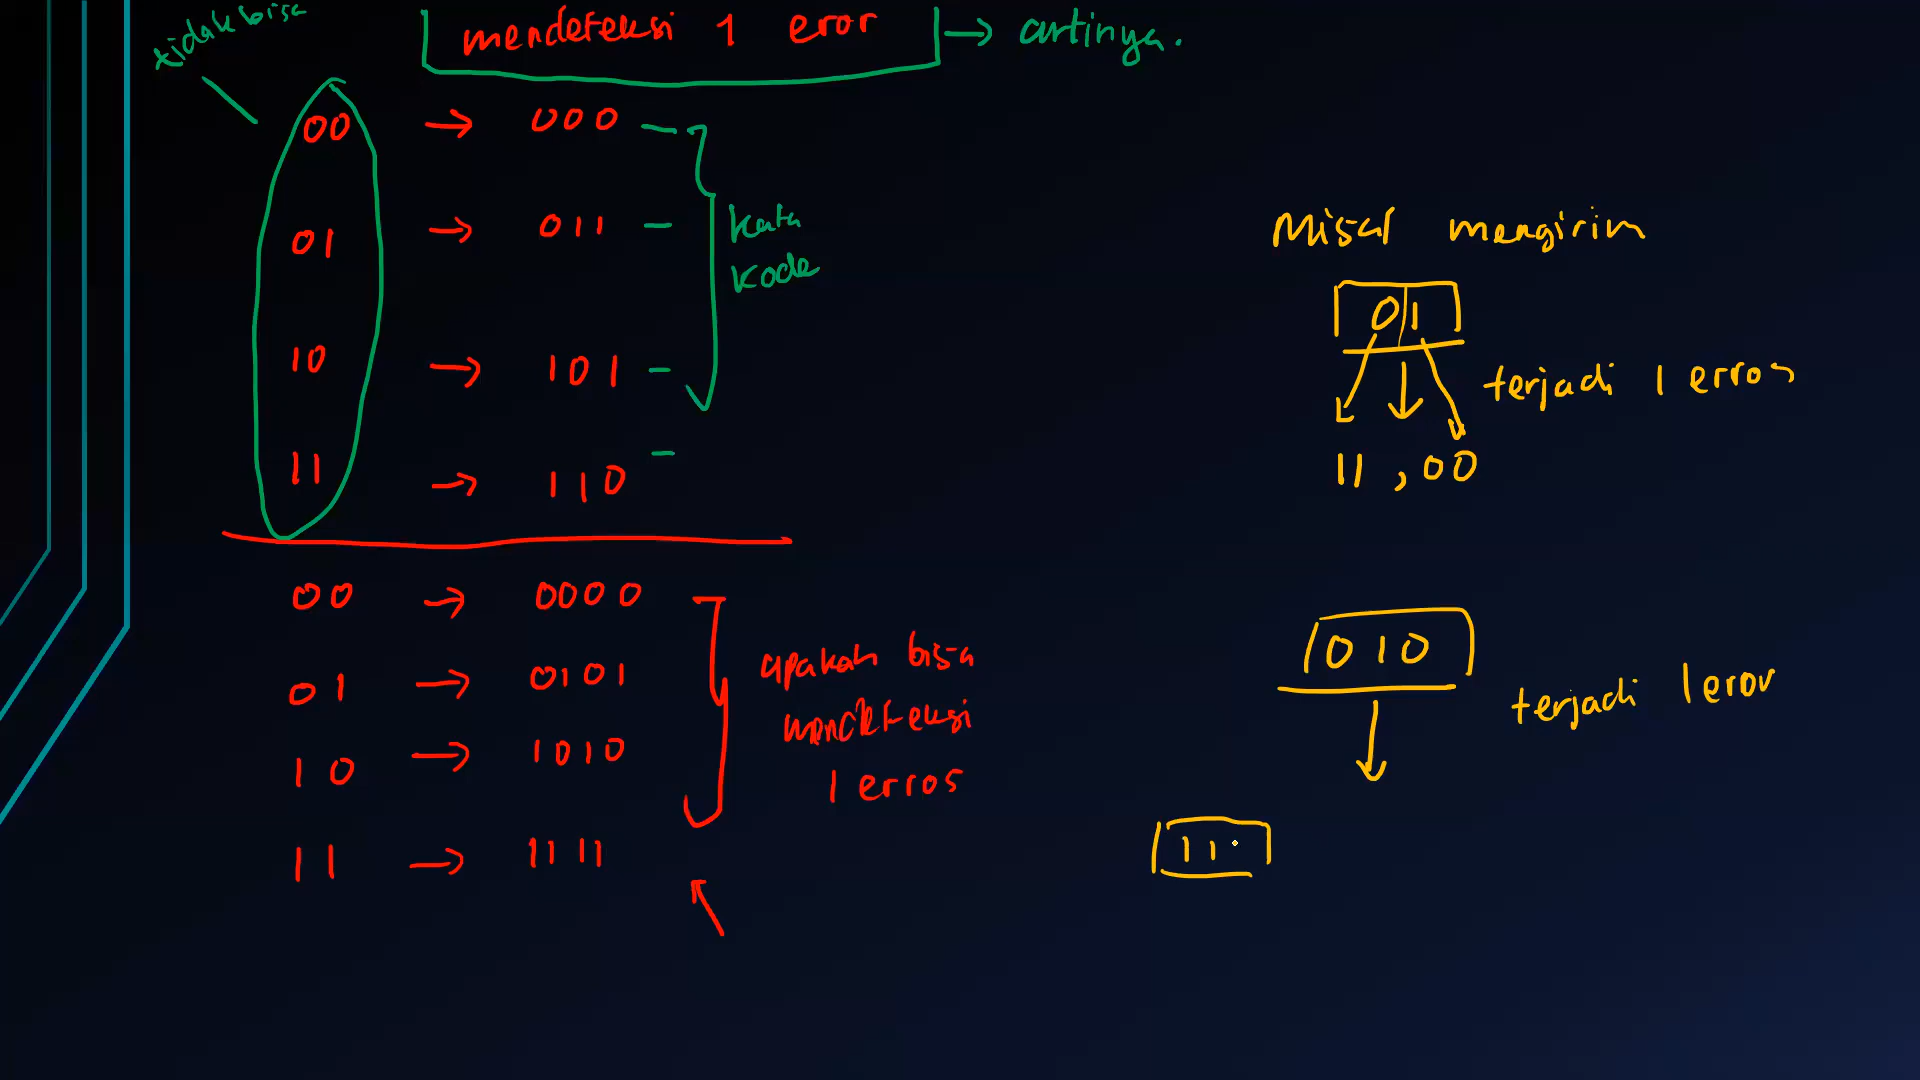 tidak bisa
mendeteksi 1 eror → artinya.
00 → 000
01 → 011
10 → 101
11 → 110
kata
kode
00 → 0000
01 → 0101
10 → 1010
11 → 1111
apakah bisa
mendeteksi
1 erros
Misal mengirim
01
terjadi 1 erros
11, 00
010
terjadi 1 eror
11